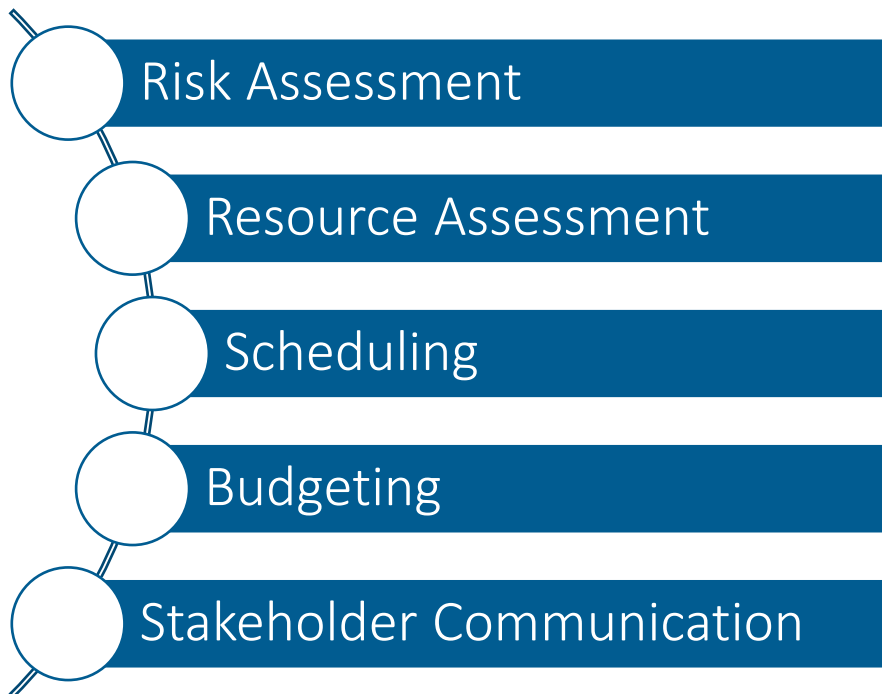 Risk Assessment
Resource Assessment
Scheduling
Budgeting
Stakeholder Communication